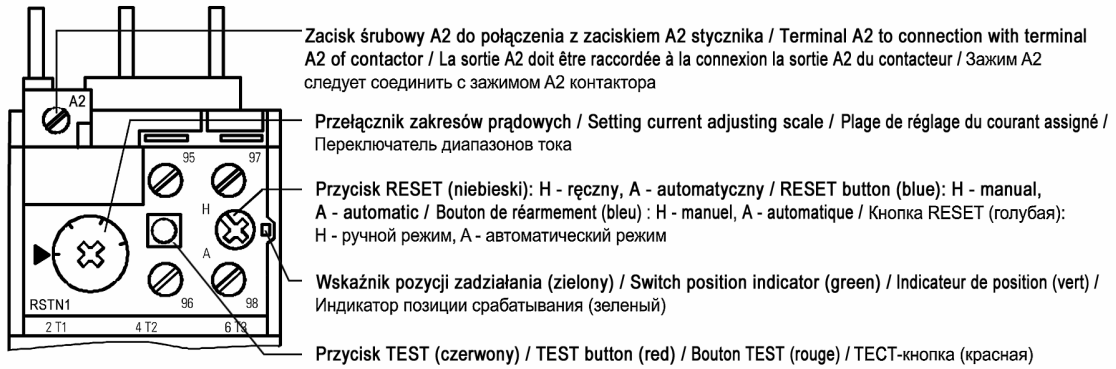 Zacisk śrubowy A2 do połączenia z zaciskiem A2 stycznika / Terminal A2 to connection with terminal
A2 of contactor / La sortie A2 doit être raccordée à la connexion la sortie A2 du contacteur / Зажим А2
следует соединить с зажимом А2 контактора
A2
Przełącznik zakresów prądowych / Setting current adjusting scale / Plage de réglage du courant assigné /
Переключатель диапазонов тока
95
97
Przycisk RESET (niebieski): H - ręczny, A - automatyczny / RESET button (blue): H - manual,
A - automatic / Bouton de réarmement (bleu) : H - manuel, A - automatique / Кнопка RESET (голубая):
H - ручной режим, A - автоматический режим
H
A
Wskaźnik pozycji zadziałania (zielony) / Switch position indicator (green) / Indicateur de position (vert) /
Индикатор позиции срабатывания (зеленый)
RSTN1
96
98
2 T1
4 T2
6 T3
Przycisk TEST (czerwony) / TEST button (red) / Bouton TEST (rouge) / ТЕСТ-кнопка (красная)